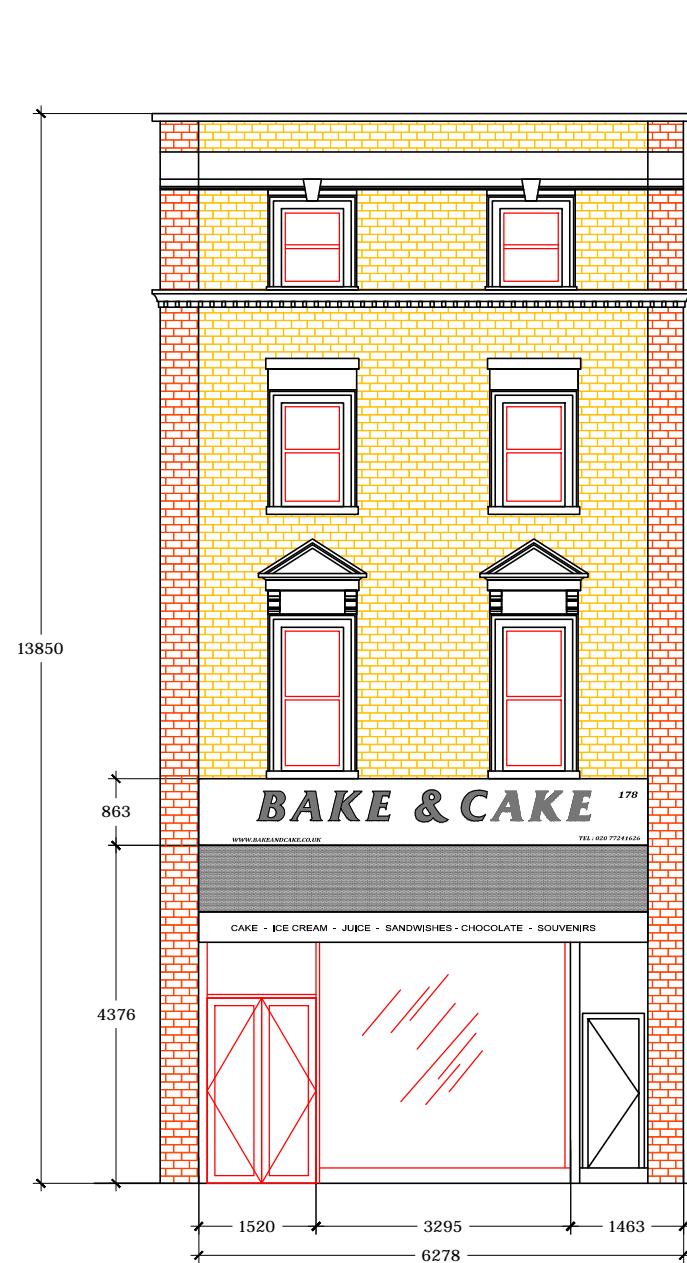 13850
863
BAKE & CAKE
178
WWW.BAKEANDCAKE.CO.UK
TEL : 020 77241626
CAKE - ICE CREAM - JUICE - SANDWISHES - CHOCOLATE - SOUVENIRS
4376
1520
3295
1463
6278